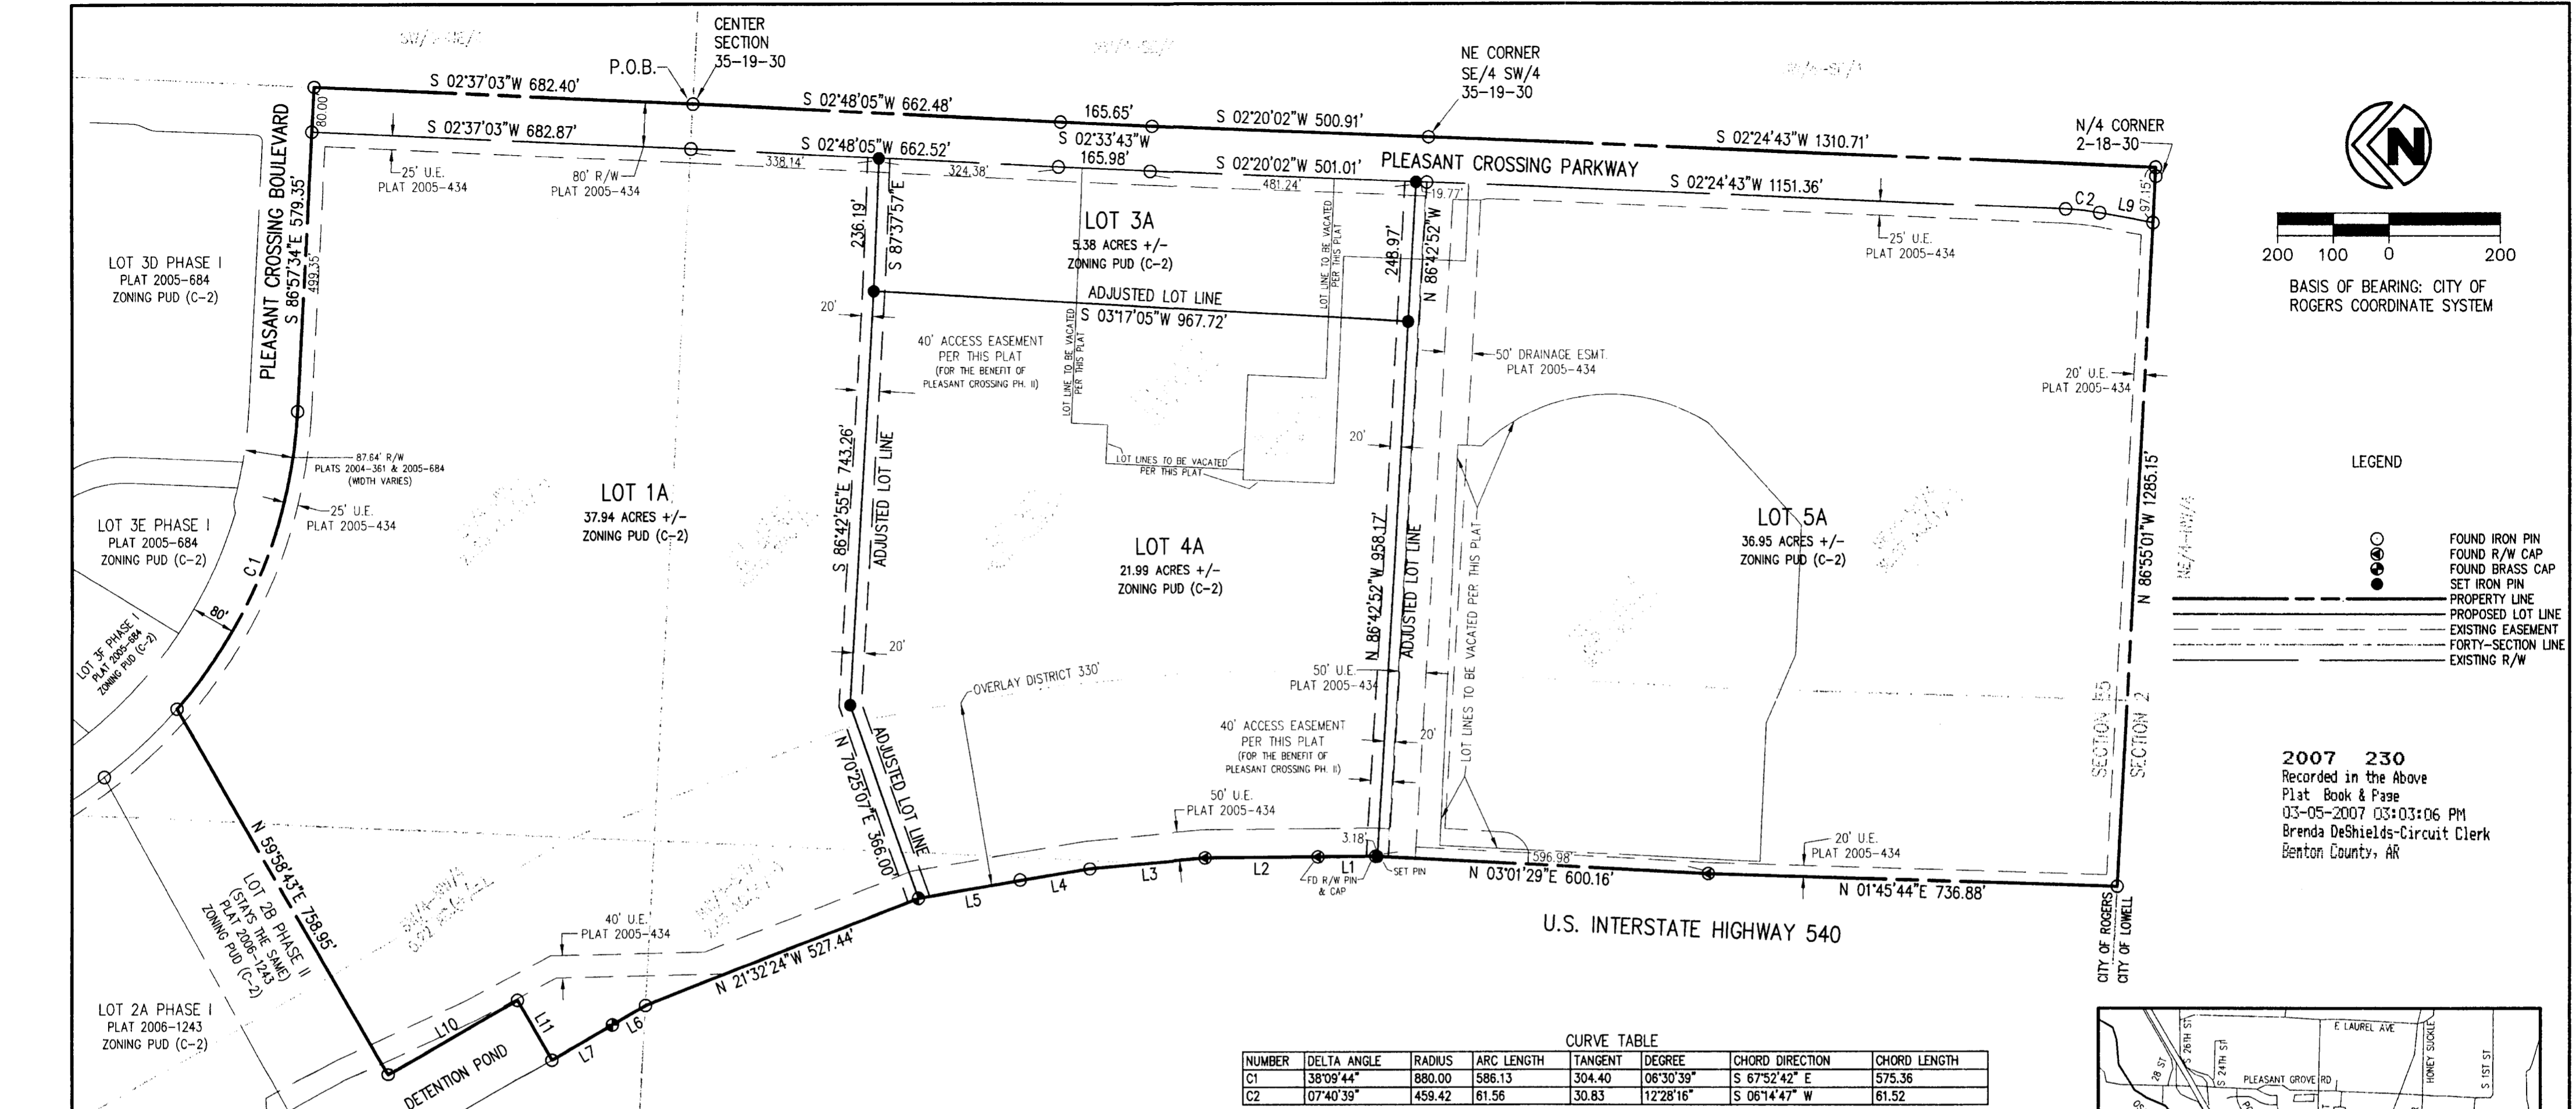 CENTER
SECTION
35-19-30
P.O.B.
NE CORNER
SE/4 SW/4
35-19-30
N/4 CORNER
2-18-30
S 02°37'03"W 682.40'
S 02°48'05"W 662.48'
165.65'
S 02°33'43"W
165.98'
S 02°20'02"W 500.91'
S 02°24'43"W 1310.71'
80.00'
S 02°37'03"W 682.87'
S 02°48'05"W 662.52'
338.14'
324.38'
S 02°20'02"W 501.01'
481.24'
PLEASANT CROSSING PARKWAY
19.77'
S 02°24'43"W 1151.36'
C2
L9
97.15'
25' U.E.
PLAT 2005-434
80' R/W
PLAT 2005-434
25' U.E.
PLAT 2005-434
PLEASANT CROSSING BOULEVARD
S 86°57'34"E 579.35'
499.35'
236.19'
S 87°37'57"E
LOT 3A
5.38 ACRES +/-
ZONING PUD (C-2)
LOT LINE TO BE VACATED
PER THIS PLAT
248.97'
N 86°42'52"W
LOT 3D PHASE I
PLAT 2005-684
ZONING PUD (C-2)
ADJUSTED LOT LINE
S 03°17'05"W 967.72'
20'
LOT LINE TO BE VACATED
PER THIS PLAT
40' ACCESS EASEMENT
PER THIS PLAT
(FOR THE BENEFIT OF
PLEASANT CROSSING PH. II)
50' DRAINAGE ESMT.
PLAT 2005-434
20' U.E.
PLAT 2005-434
200 100 0 200
BASIS OF BEARING: CITY OF
ROGERS COORDINATE SYSTEM
N
87.64' R/W
PLATS 2004-361 & 2005-684
(WIDTH VARIES)
25' U.E.
PLAT 2005-434
LOT 1A
37.94 ACRES +/-
ZONING PUD (C-2)
S 86°42'55"E 743.26'
ADJUSTED LOT LINE
20'
LOT LINES TO BE VACATED
PER THIS PLAT
LOT 4A
21.99 ACRES +/-
ZONING PUD (C-2)
LOT 5A
36.95 ACRES +/-
ZONING PUD (C-2)
N 86°42'52"W 958.17'
ADJUSTED LOT LINE
LOT LINES TO BE VACATED PER THIS PLAT
N 86°55'01"W 1285.15'
LOT 3E PHASE I
PLAT 2005-684
ZONING PUD (C-2)
C1
80'
LOT 3F PHASE I
PLAT 2005-684
ZONING PUD (C-2)
LEGEND
FOUND IRON PIN
FOUND R/W CAP
FOUND BRASS CAP
SET IRON PIN
PROPERTY LINE
PROPOSED LOT LINE
EXISTING EASEMENT
FORTY-SECTION LINE
EXISTING R/W
20'
OVERLAY DISTRICT 330'
50' U.E.
PLAT 2005-434
20'
40' ACCESS EASEMENT
PER THIS PLAT
(FOR THE BENEFIT OF
PLEASANT CROSSING PH. II)
50' U.E.
PLAT 2005-434
ADJUSTED LOT LINE
N 70°25'07"E 366.00'
SECTION 35
SECTION 2
NE/4-NW/4
2007 230
Recorded in the Above
Plat Book & Page
03-05-2007 03:03:06 PM
Brenda DeShields-Circuit Clerk
Benton County, AR
3.18'
596.98'
20' U.E.
PLAT 2005-434
L5
L4
L3
L2
L1
FD R/W PIN
& CAP
SET PIN
N 03°01'29"E 600.16'
N 01°45'44"E 736.88'
U.S. INTERSTATE HIGHWAY 540
CITY OF ROGERS
CITY OF LOWELL
N 59°58'43"E 758.95'
LOT 2B PHASE II
(STAYS THE SAME)
PLAT 2006-1243
ZONING PUD (C-2)
40' U.E.
PLAT 2005-434
N 21°32'24"W 527.44'
LOT 2A PHASE I
PLAT 2006-1243
ZONING PUD (C-2)
L10
L11
L7
L6
DETENTION POND
CURVE TABLE
NUMBER DELTA ANGLE RADIUS ARC LENGTH TANGENT DEGREE CHORD DIRECTION CHORD LENGTH
C1 38°09'44" 880.00 586.13 304.40 06°30'39" S 67°52'42" E 575.36
C2 07°40'39" 459.42 61.56 30.83 12°28'16" S 06°14'47" W 61.52
E LAUREL AVE
S 26TH ST
S 24TH ST
28 ST
HONEY SUCKLE
S 1ST ST
PLEASANT GROVE RD